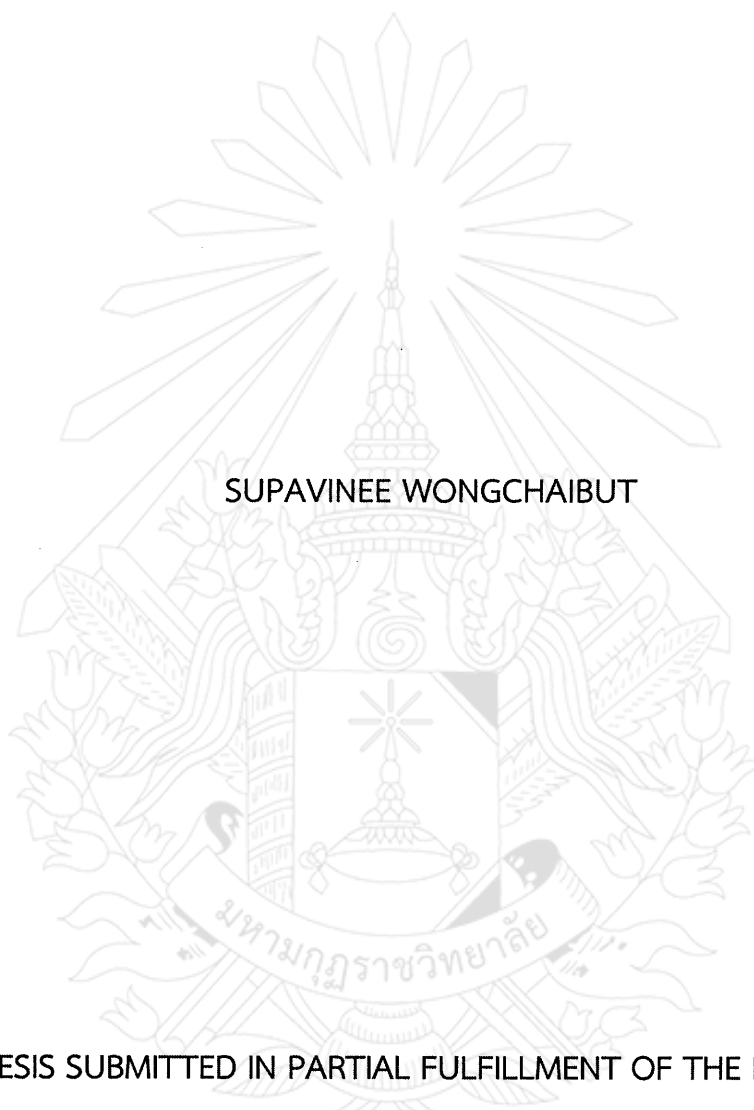 SUPAVINEE WONGCHAIBUT
มหามกุฏราชวิทยาลัย
ESIS SUBMITTED IN PARTIAL FULFILLMENT OF THE